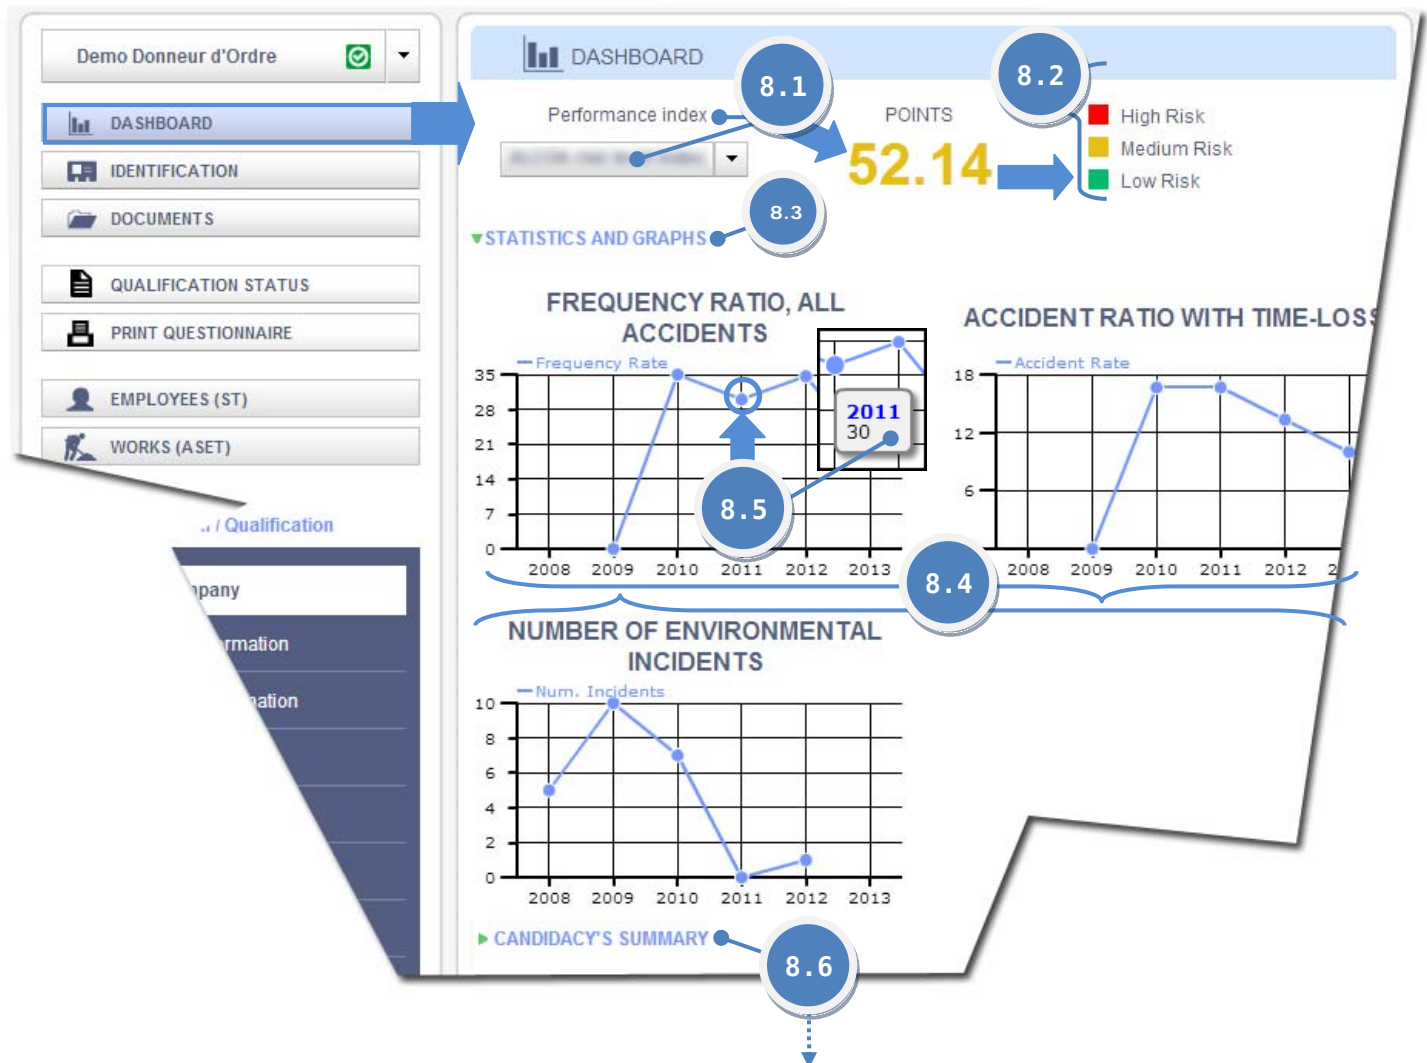 Demo Donneur d'Ordre
DASHBOARD
IDENTIFICATION
DOCUMENTS
QUALIFICATION STATUS
PRINT QUESTIONNAIRE
EMPLOYEES (ST)
WORKS (ASET)
/ Qualification
DASHBOARD
8.1
8.2
Performance index
POINTS
52.14
High Risk
Medium Risk
Low Risk
8.3
STATISTICS AND GRAPHS
FREQUENCY RATIO, ALL
ACCIDENTS
Frequency Rate
35
28
21
14
7
0
2008 2009 2010 2011 2012 2013
2011
30
8.5
ACCIDENT RATIO WITH TIME-LOSS
Accident Rate
18
12
6
2008 2009 2010 2011 2012
8.4
NUMBER OF ENVIRONMENTAL
INCIDENTS
Num. Incidents
10
8
6
4
2
0
2008 2009 2010 2011 2012 2013
CANDIDACY'S SUMMARY
8.6